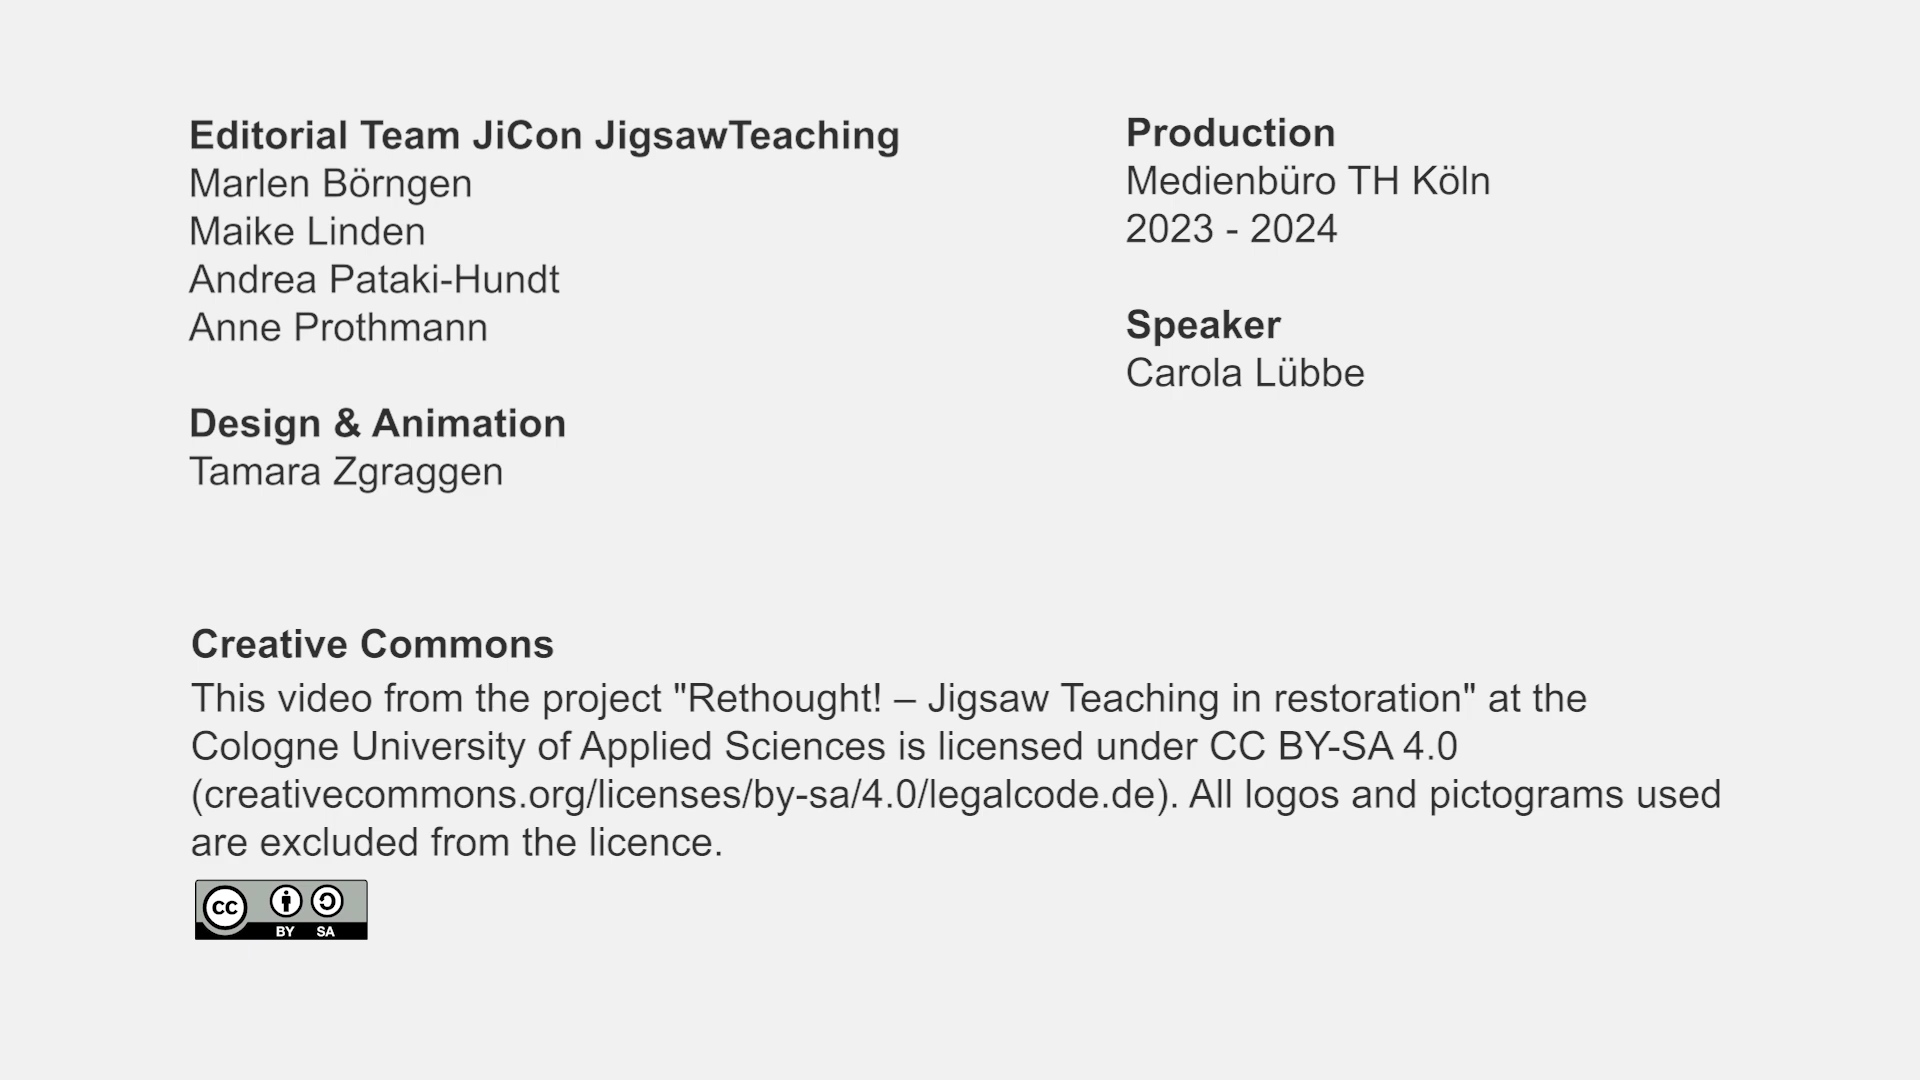 Editorial Team JiCon JigsawTeaching
Marlen Börngen
Maike Linden
Andrea Pataki-Hundt
Anne Prothmann
Design & Animation
Tamara Zgraggen
Production
Medienbüro TH Köln
2023 - 2024
Speaker
Carola Lübbe
Creative Commons
This video from the project "Rethought! – Jigsaw Teaching in restoration" at the
Cologne University of Applied Sciences is licensed under CC BY-SA 4.0
(creativecommons.org/licenses/by-sa/4.0/legalcode.de). All logos and pictograms used
are excluded from the licence.
CC
BY SA